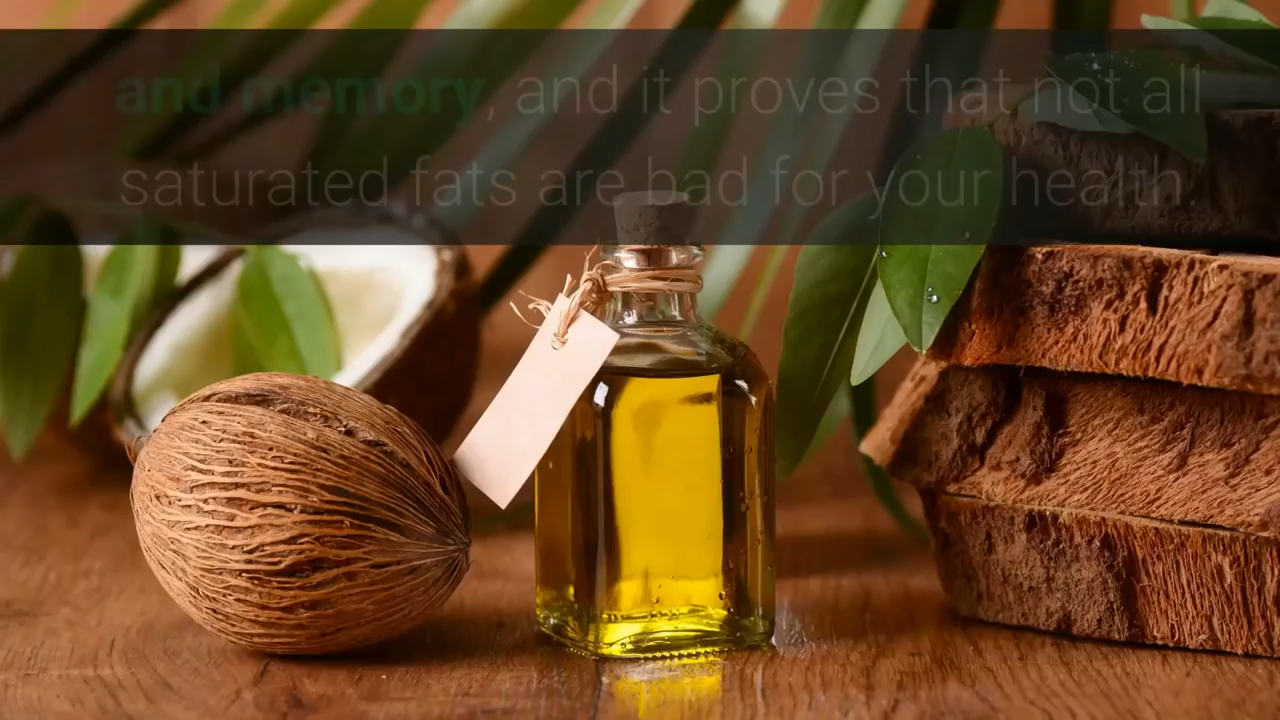 and memory, and it proves that not all
saturated fats are bad for your health.